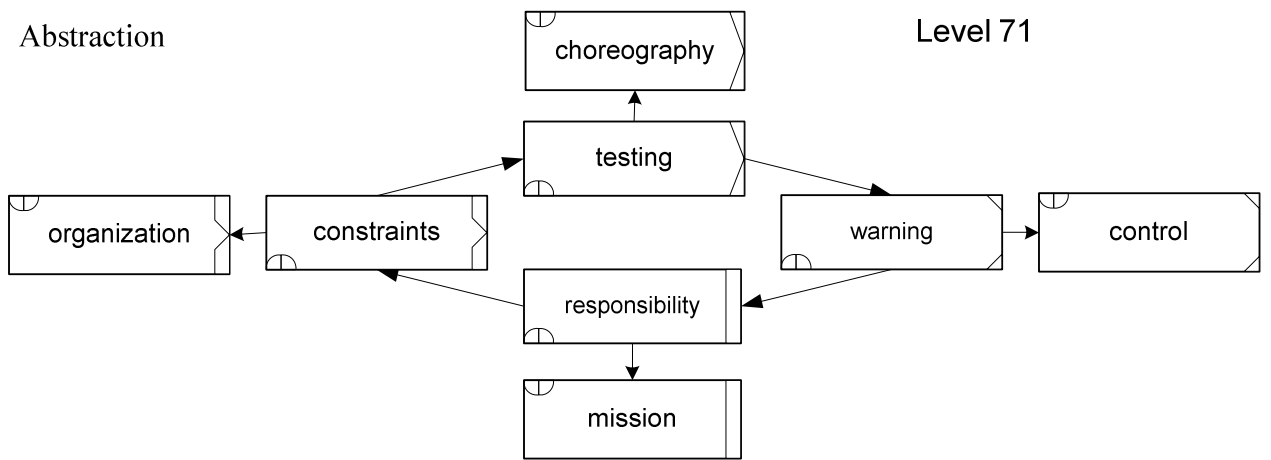 Abstraction
Level 71
choreography
testing
organization
constraints
warning
control
responsibility
mission